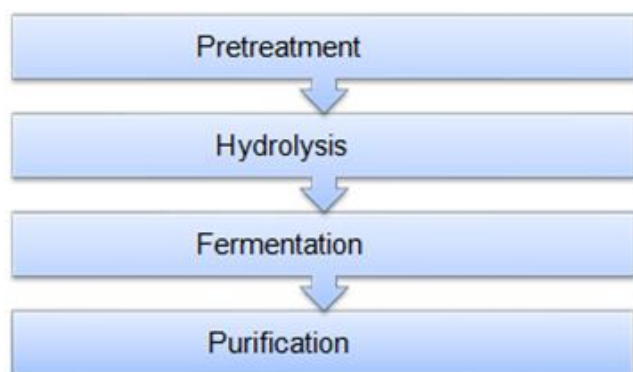 Pretreatment
Hydrolysis
Fermentation
Purification